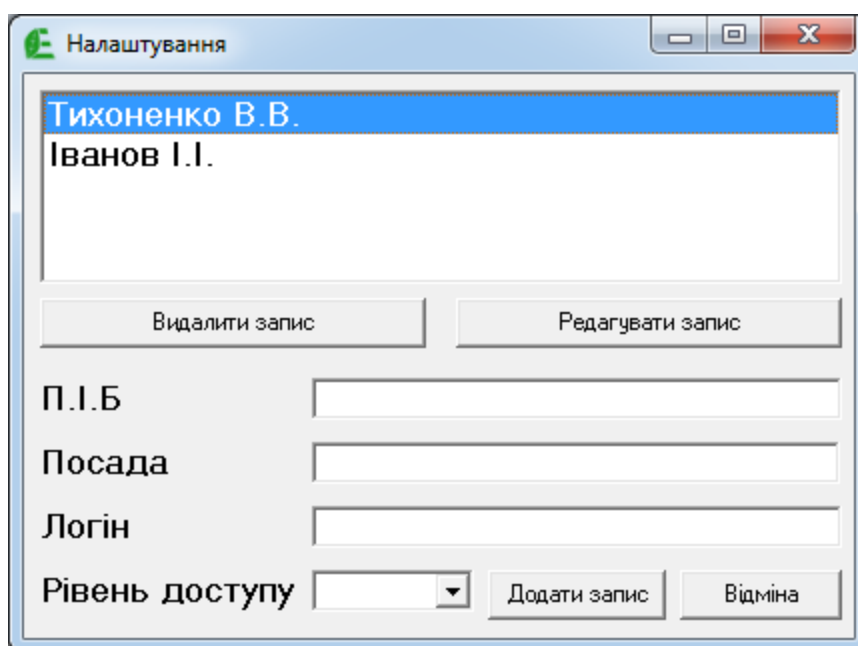 Налаштування
Тихоненко В.В.
Іванов І.І.
Видалити запис Редагувати запис
П.І.Б
Посада
Логін
Рівень доступу Додати запис Відміна